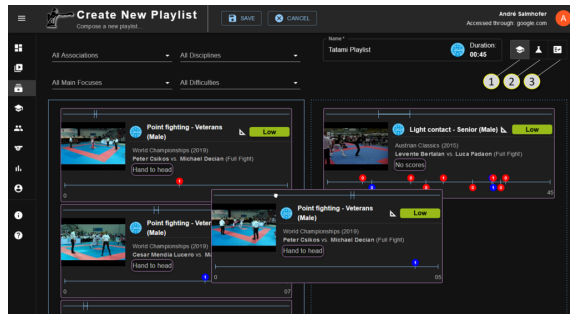 Create New Playlist
Compose a new playlist.
SAVE
CANCEL
André Salmhofer
Accessed through: google.com
A
All Associations
All Disciplines
All Main Focuses
All Difficulties
Name *
Tatami Playlist
Duration:
00:45
1 2 3
Point fighting - Veterans
(Male)
Low
World Championships (2019)
Peter Csikos vs. Michael Decian (Full Fight)
Hand to head
1
0
Point fighting - Veter
(Male)
World Championships (2019)
Cesar Mendia Lucero vs. M
Hand to head
1
0
07
Light contact - Senior (Male)
Low
Austrian Classics (2015)
Levente Bertalan vs. Luca Padaon (Full Fight)
No scores
45
Point fighting - Veterans
(Male)
Low
World Championships (2019)
Peter Csikos vs. Michael Decian (Full Fight)
Hand to head
1
0
05